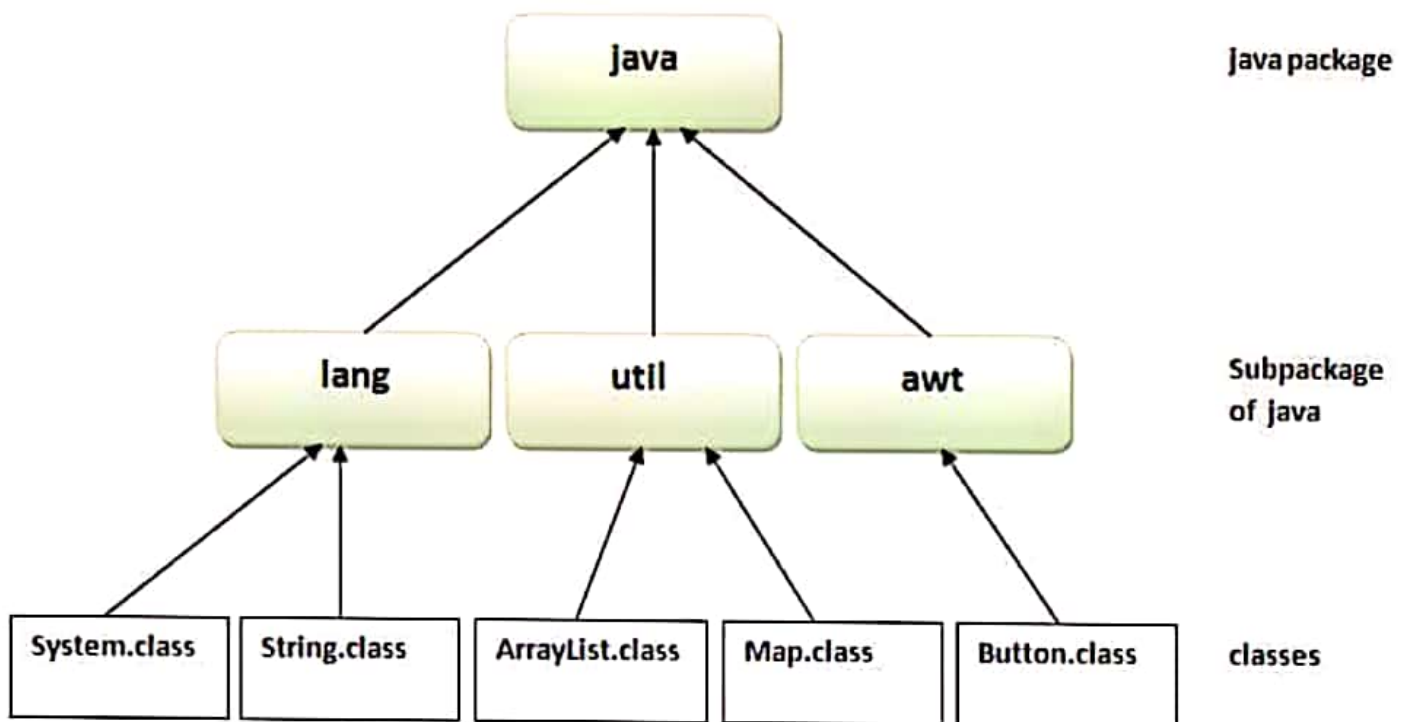 java
java package
lang
util
awt
Subpackage
of java
System.class
String.class
ArrayList.class
Map.class
Button.class
classes